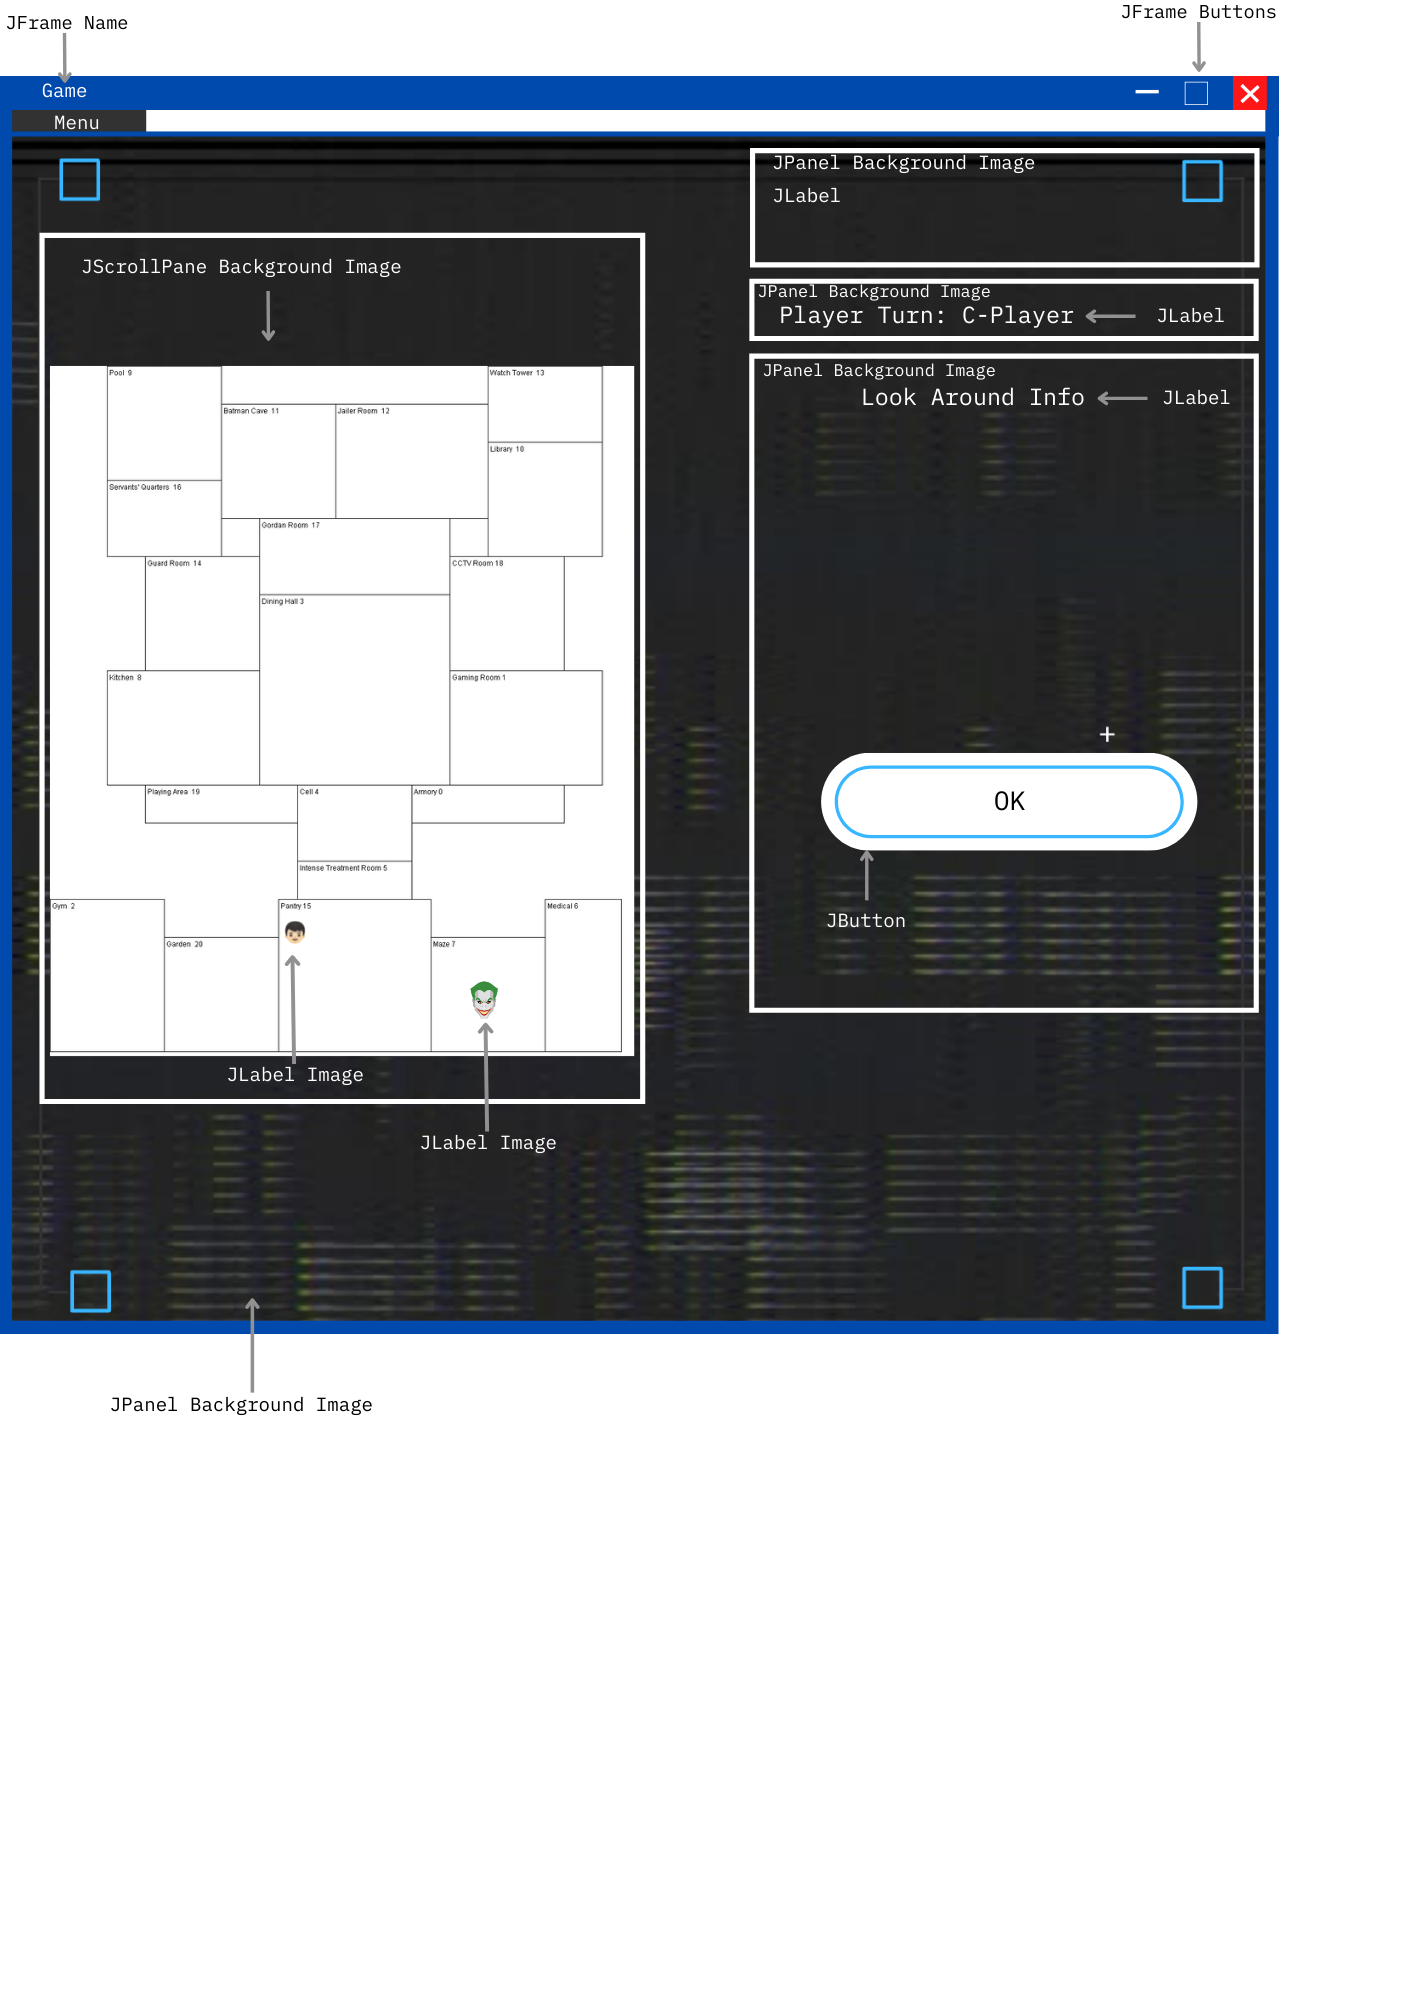 JFrame Name
JFrame Buttons
Game
Menu
JPanel Background Image
JLabel
JScrollPane Background Image
JPanel Background Image
Player Turn: C-Player
JLabel
JPanel Background Image
Look Around Info
JLabel
Pool 9
Watch Tower 13
Batman Cave 11
Jailer Room 12
Library 10
Servants' Quarters 16
Gordan Room 17
Guard Room 14
CCTV Room 18
Dining Hall 3
Kitchen 8
Gaming Room 1
+
Playing Area 19
Cell 4
Armory 0
OK
Intense Treatment Room 5
Gym 2
Pantry 15
Medical 6
JButton
Garden 20
Maze 7
JLabel Image
JLabel Image
JPanel Background Image